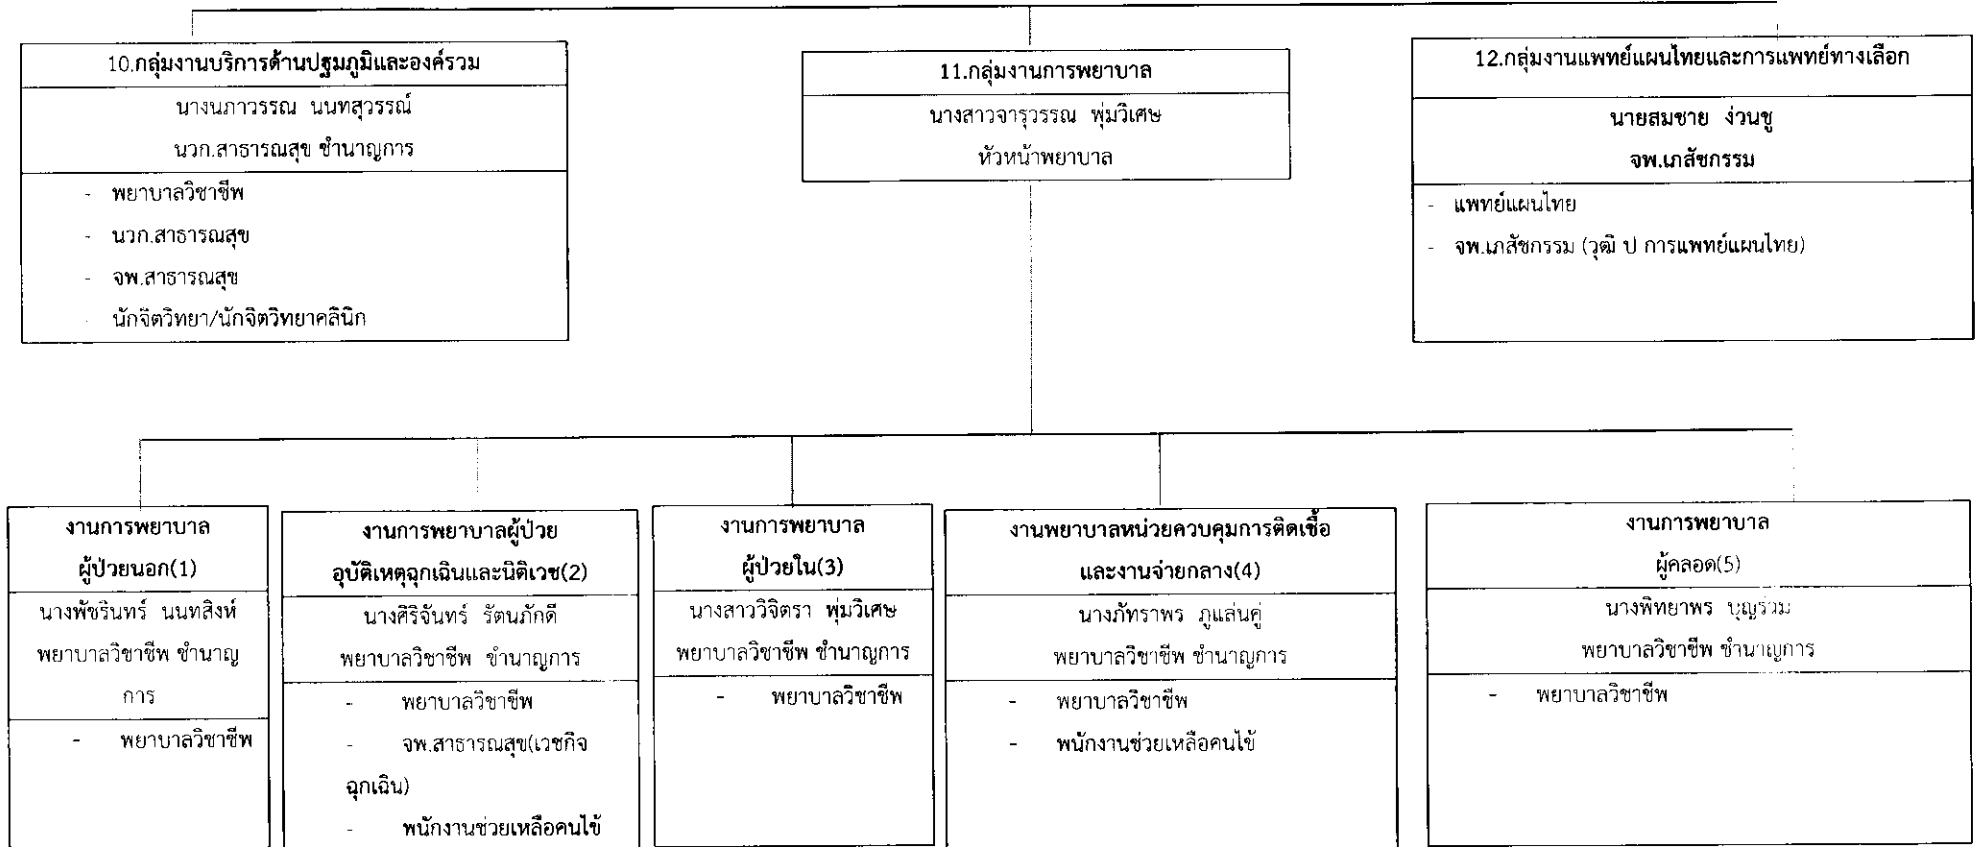 10.กลุ่มงานบริการด้านปฐมภูมิและองค์รวม
นางนภาวรรณ นนทสุวรรณ์
นวก.สาธารณสุข ชำนาญการ
- พยาบาลวิชาชีพ
- นวก.สาธารณสุข
- จพ.สาธารณสุข
- นักจิตวิทยา/นักจิตวิทยาคลินิก
11.กลุ่มงานการพยาบาล
นางสาวจารุวรรณ พุ่มวิเศษ
หัวหน้าพยาบาล
12.กลุ่มงานแพทย์แผนไทยและการแพทย์ทางเลือก
นายสมชาย ง่วนชู
จพ.เภสัชกรรม
- แพทย์แผนไทย
- จพ.เภสัชกรรม (วุฒิ ป การแพทย์แผนไทย)
งานการพยาบาล
ผู้ป่วยนอก(1)
นางพัชรินทร์ นนทสิงห์
พยาบาลวิชาชีพ ชำนาญ
การ
- พยาบาลวิชาชีพ
งานการพยาบาลผู้ป่วย
อุบัติเหตุฉุกเฉินและนิติเวช(2)
นางศิริจันทร์ รัตนภักดี
พยาบาลวิชาชีพ ชำนาญการ
- พยาบาลวิชาชีพ
- จพ.สาธารณสุข(เวชกิจ
ฉุกเฉิน)
- พนักงานช่วยเหลือคนไข้
งานการพยาบาล
ผู้ป่วยใน(3)
นางสาววิจิตรา พุ่มวิเศษ
พยาบาลวิชาชีพ ชำนาญการ
- พยาบาลวิชาชีพ
งานพยาบาลหน่วยควบคุมการติดเชื้อ
และงานจ่ายกลาง(4)
นางภัทราพร ภูแล่นคู่
พยาบาลวิชาชีพ ชำนาญการ
- พยาบาลวิชาชีพ
- พนักงานช่วยเหลือคนไข้
งานการพยาบาล
ผู้คลอด(5)
นางพิทยาพร บุญร่วม
พยาบาลวิชาชีพ ชำนาญการ
- พยาบาลวิชาชีพ